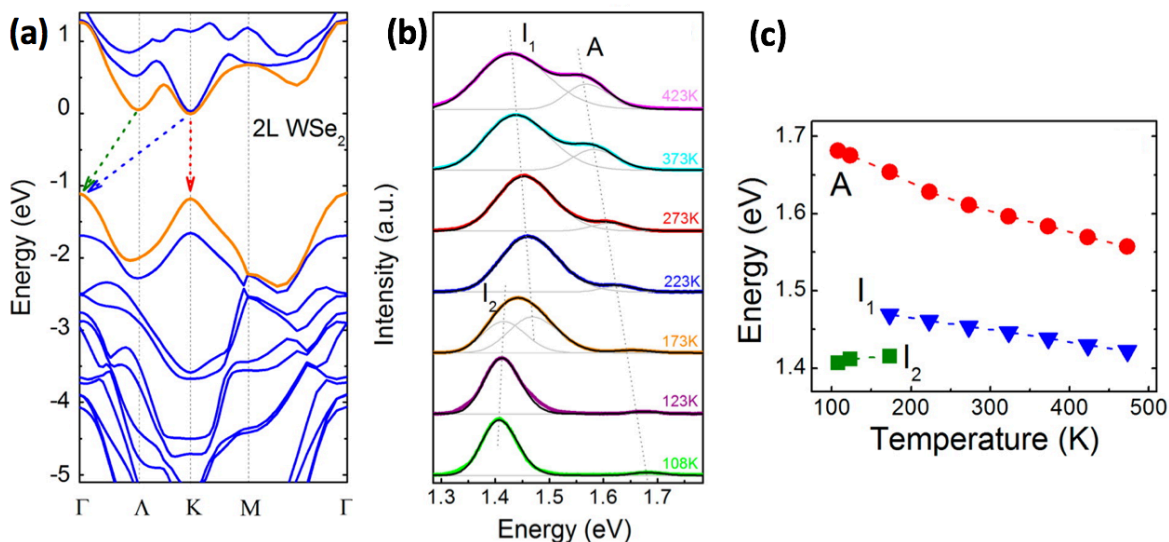 (a)
Energy (eV)
1
0
-1
-2
-3
-4
-5
2L WSe2
Γ Λ K M Γ
(b)
Intensity (a.u.)
I1
A
423K
373K
273K
223K
I2
173K
123K
108K
1.3 1.4 1.5 1.6 1.7
Energy (eV)
(c)
Energy (eV)
1.7
1.6
1.5
1.4
A
I1
I2
100 200 300 400 500
Temperature (K)